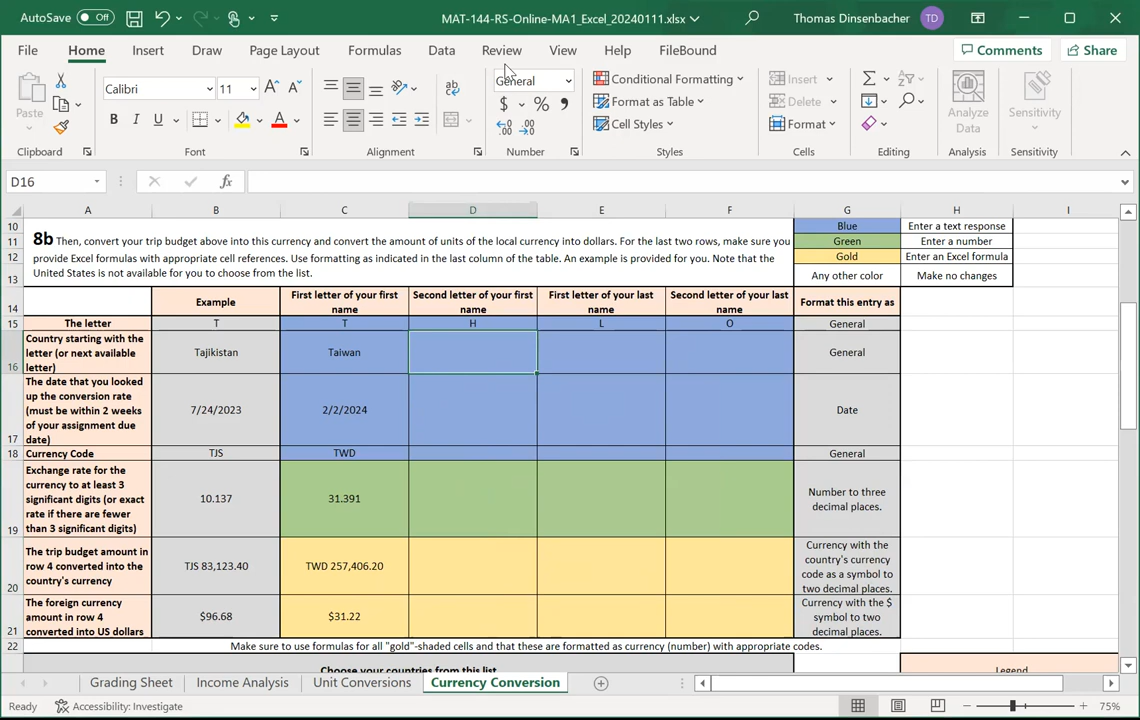 AutoSave Off MAT-144-RS-Online-MA1_Excel_20240111.xlsx Thomas Dinsenbacher TD
File Home Insert Draw Page Layout Formulas Data Review View Help FileBound Comments Share
Paste Calibri 11 A A ab General Conditional Formatting Insert Analyze Sensitivity
B I U A $ % Format as Table Delete Data
Cell Styles Format
Clipboard Font Alignment Number Styles Cells Editing Analysis Sensitivity
D16 fx
A B C D E F G H I
10 Blue Enter a text response
11 8b Then, convert your trip budget above into this currency and convert the amount of units of the local currency into dollars. For the last two rows, make sure you Green Enter a number
12 provide Excel formulas with appropriate cell references. Use formatting as indicated in the last column of the table. An example is provided for you. Note that the Gold Enter an Excel formula
13 United States is not available for you to choose from the list. Any other color Make no changes
First letter of your first Second letter of your first First letter of your last Second letter of your last
14 Example name name name name Format this entry as
15 The letter T T H L O General
Country starting with the
letter (or next available Tajikistan Taiwan General
16 letter)
The date that you looked
up the conversion rate
(must be within 2 weeks 7/24/2023 2/2/2024 Date
of your assignment due
17 date)
18 Currency Code TJS TWD General
Exchange rate for the
currency to at least 3
significant digits (or exact 10.137 31.391 Number to three
rate if there are fewer decimal places.
19 than 3 significant digits)
Currency with the
The trip budget amount in country's currency
row 4 converted into the TJS 83,123.40 TWD 257,406.20 code as a symbol to
20 country's currency two decimal places.
The foreign currency Currency with the $
amount in row 4 $96.68 $31.22 symbol to two
21 converted into US dollars decimal places.
22 Make sure to use formulas for all "gold"-shaded cells and that these are formatted as currency (number) with appropriate codes.
Choose your countries from this list Legend
Grading Sheet Income Analysis Unit Conversions Currency Conversion
Ready Accessibility: Investigate 75%